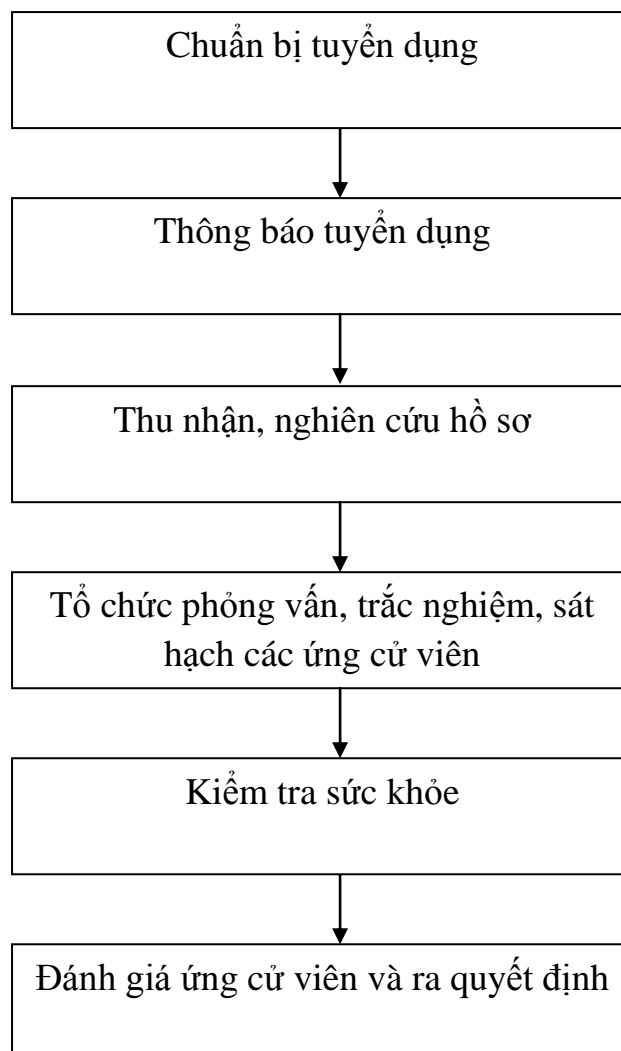 Chuẩn bị tuyển dụng
Thông báo tuyển dụng
Thu nhận, nghiên cứu hồ sơ
Tổ chức phỏng vấn, trắc nghiệm, sát
hạch các ứng cử viên
Kiểm tra sức khỏe
Đánh giá ứng cử viên và ra quyết định